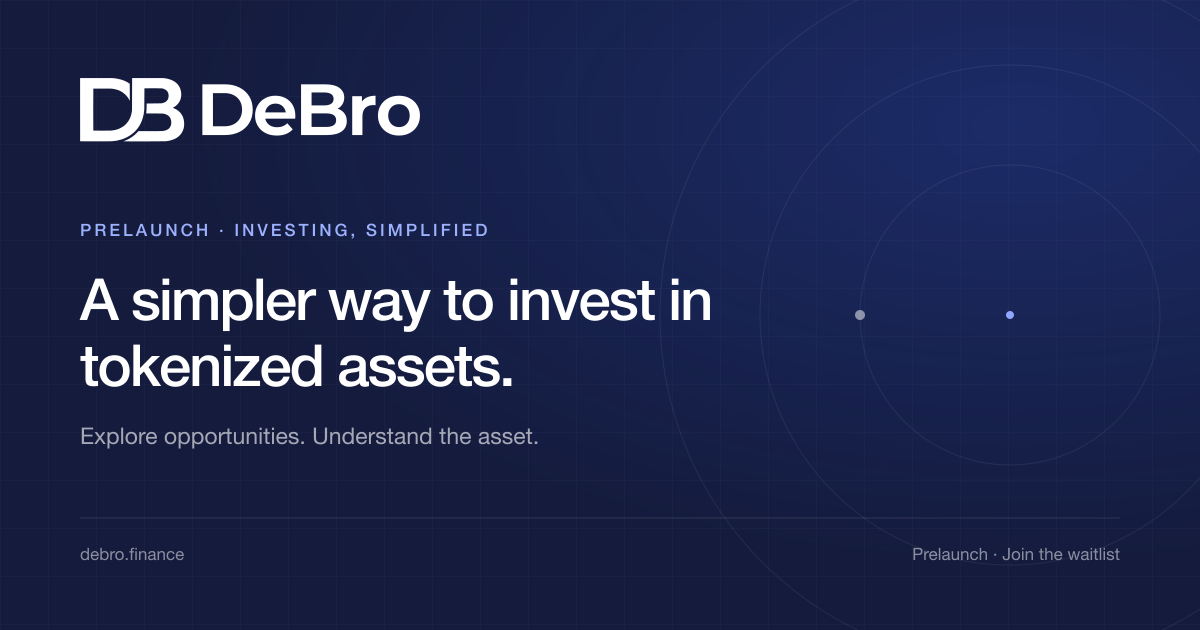 DB DeBro
PRELAUNCH · INVESTING, SIMPLIFIED
A simpler way to invest in
tokenized assets.
Explore opportunities. Understand the asset.
debro.finance
Prelaunch · Join the waitlist